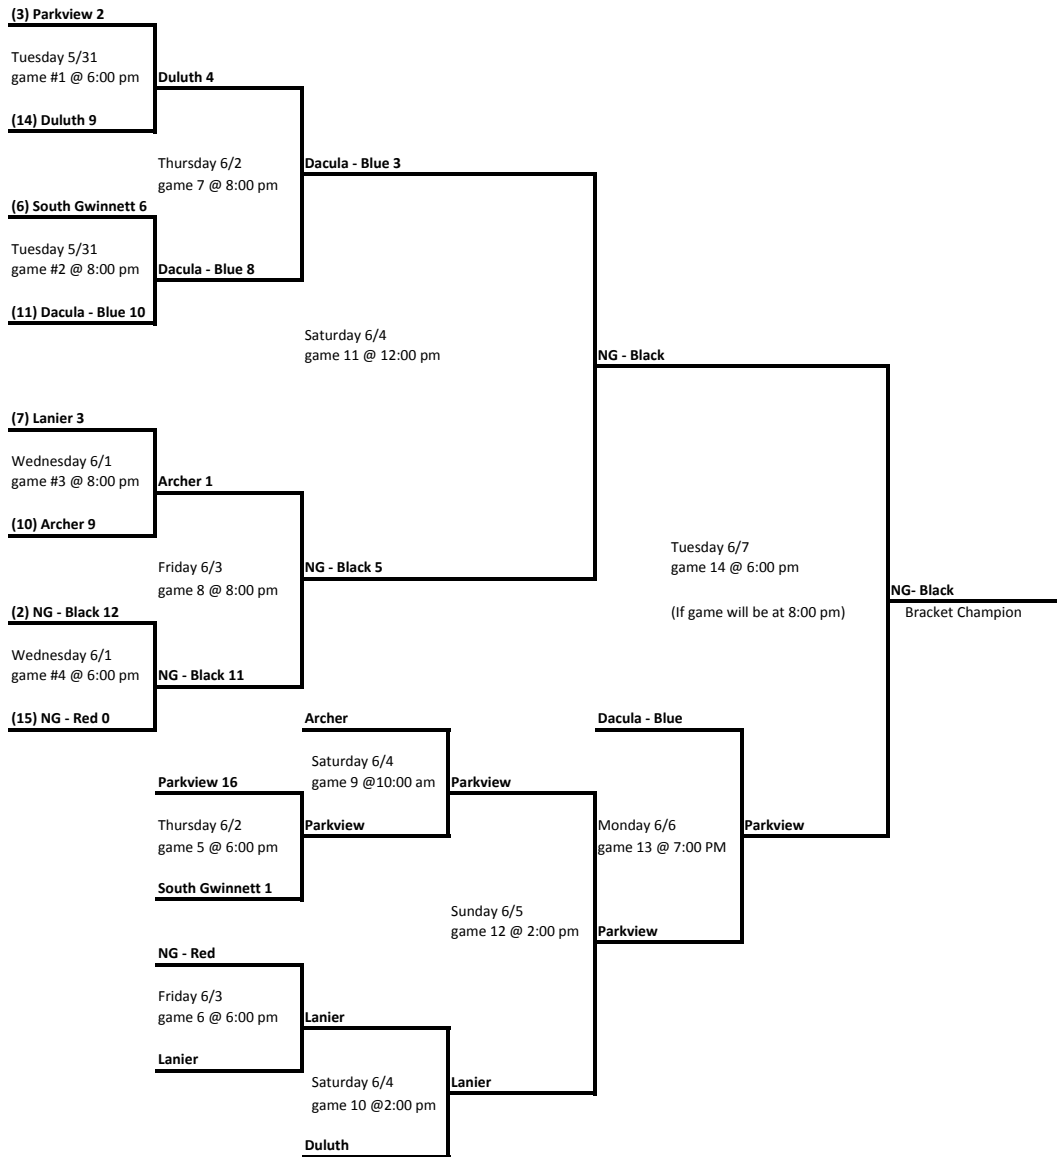 (3) Parkview 2
Tuesday 5/31
game #1 @ 6:00 pm
Duluth 4
(14) Duluth 9
Thursday 6/2
game 7 @ 8:00 pm
Dacula - Blue 3
(6) South Gwinnett 6
Tuesday 5/31
game #2 @ 8:00 pm
Dacula - Blue 8
(11) Dacula - Blue 10
Saturday 6/4
game 11 @ 12:00 pm
NG - Black
(7) Lanier 3
Wednesday 6/1
game #3 @ 8:00 pm
Archer 1
(10) Archer 9
Friday 6/3
game 8 @ 8:00 pm
NG - Black 5
Tuesday 6/7
game 14 @ 6:00 pm
(If game will be at 8:00 pm)
NG- Black
Bracket Champion
(2) NG - Black 12
Wednesday 6/1
game #4 @ 6:00 pm
NG - Black 11
(15) NG - Red 0
Archer
Dacula - Blue
Saturday 6/4
game 9 @10:00 am
Parkview
Parkview 16
Thursday 6/2
game 5 @ 6:00 pm
Parkview
Monday 6/6
game 13 @ 7:00 PM
Parkview
South Gwinnett 1
Sunday 6/5
game 12 @ 2:00 pm
Parkview
NG - Red
Friday 6/3
game 6 @ 6:00 pm
Lanier
Lanier
Saturday 6/4
game 10 @2:00 pm
Lanier
Duluth